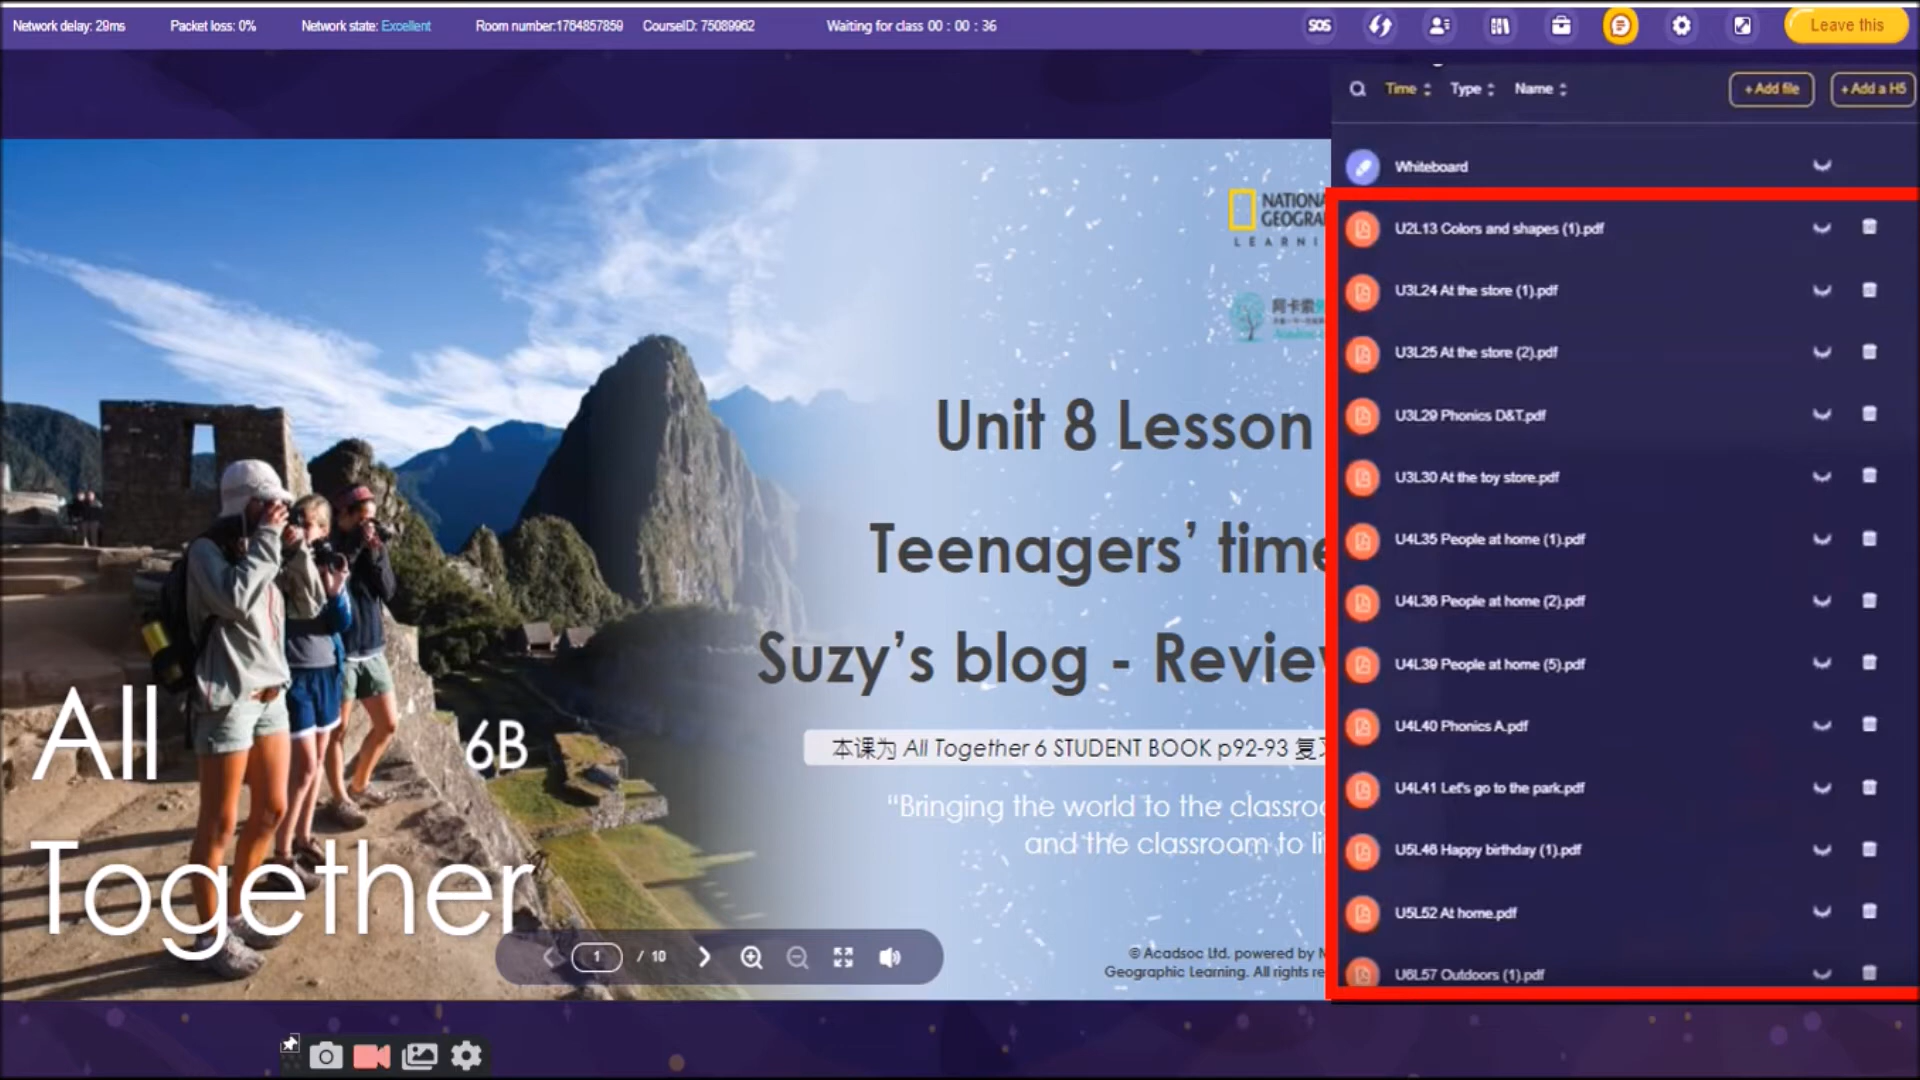 Network delay: 29ms Packet loss: 0% Network state: Excellent Room number:1764857859 CourseID: 75089962 Waiting for class 00 : 00 : 36 SOS Leave this
Time Type Name + Add file + Add a H5
Whiteboard
U2L13 Colors and shapes (1).pdf
U3L24 At the store (1).pdf
U3L25 At the store (2).pdf
U3L29 Phonics D&T.pdf
U3L30 At the toy store.pdf
U4L35 People at home (1).pdf
U4L36 People at home (2).pdf
U4L39 People at home (5).pdf
U4L40 Phonics A.pdf
U4L41 Let's go to the park.pdf
U5L46 Happy birthday (1).pdf
U5L52 At home.pdf
U6L57 Outdoors (1).pdf
NATIONA
GEOGRA
LEARNI
阿卡索
Unit 8 Lesson
Teenagers' time
Suzy's blog - Review
本课为 All Together 6 STUDENT BOOK p92-93 复习
"Bringing the world to the classroo
and the classroom to li
All
Together
6B
1 / 10
© Acadsoc Ltd. powered by N
Geographic Learning. All rights re